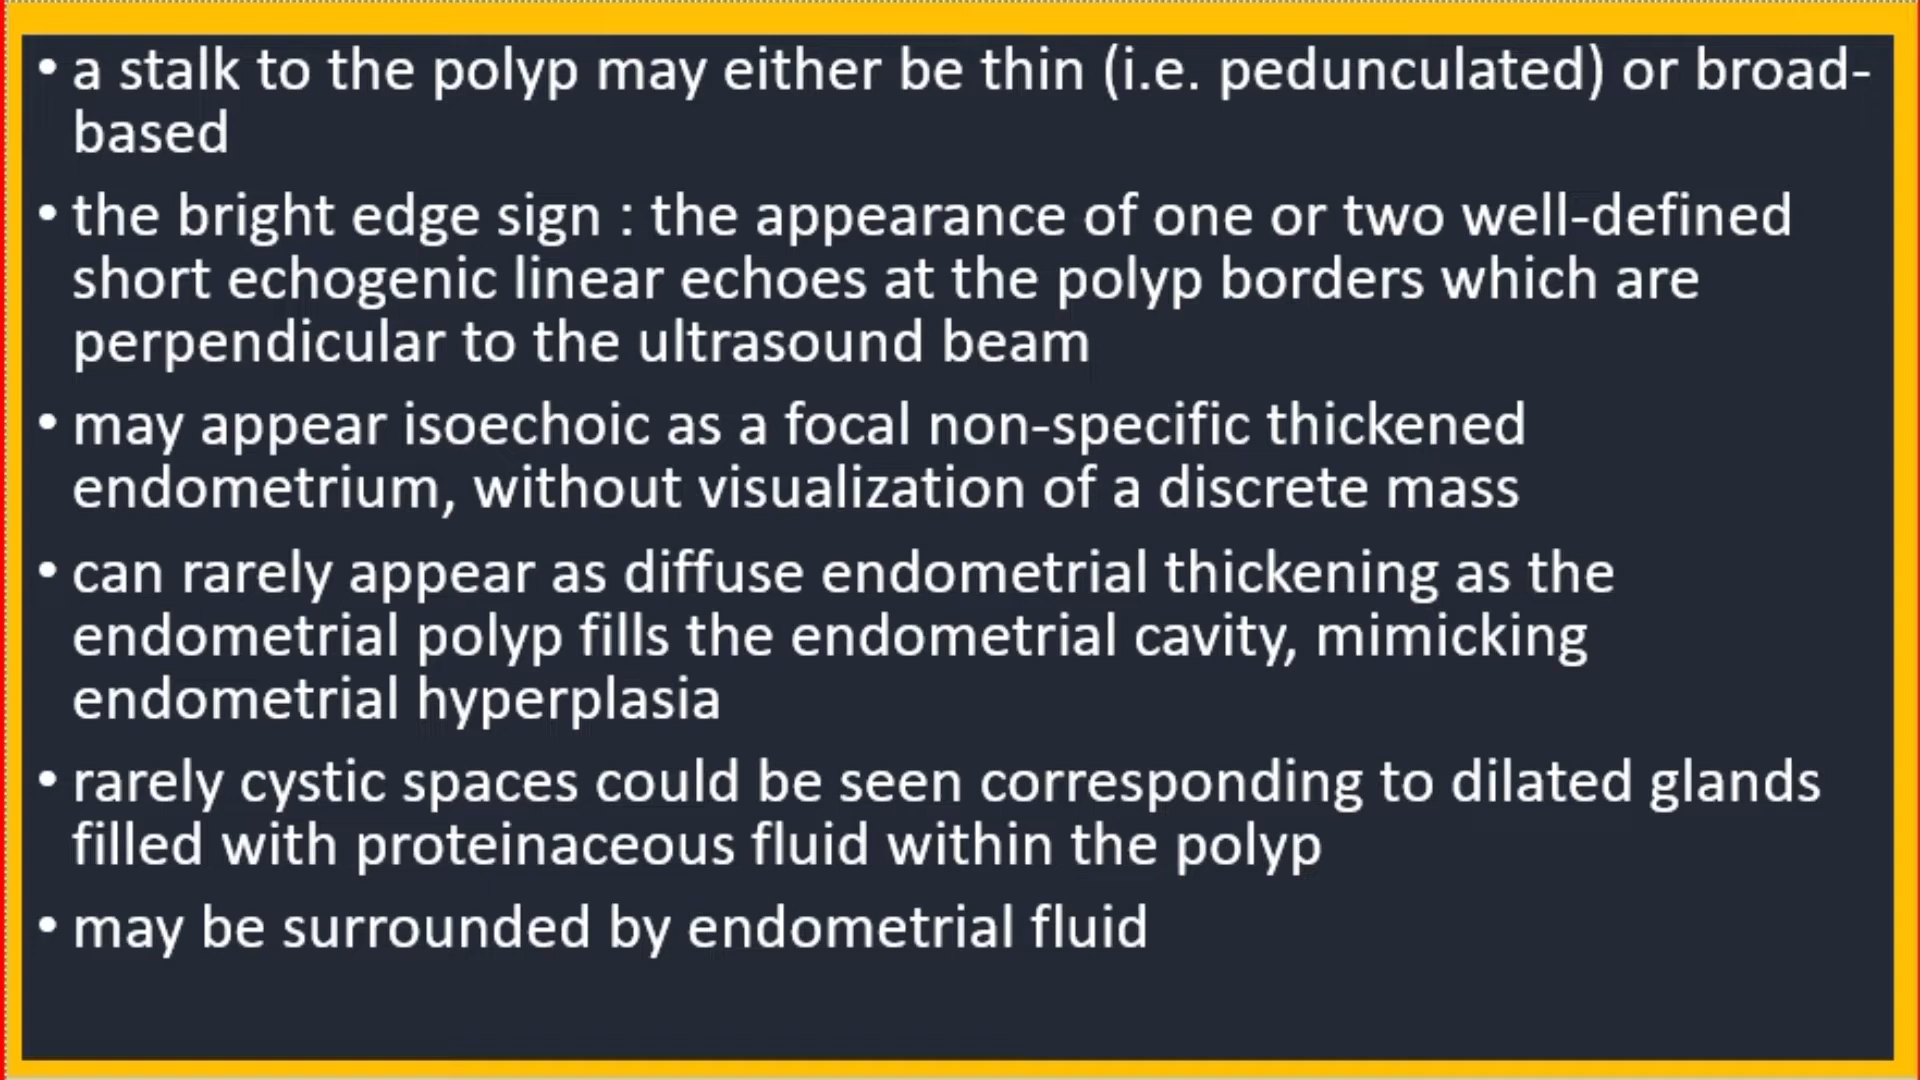 • a stalk to the polyp may either be thin (i.e. pedunculated) or broad-
based
• the bright edge sign : the appearance of one or two well-defined
short echogenic linear echoes at the polyp borders which are
perpendicular to the ultrasound beam
• may appear isoechoic as a focal non-specific thickened
endometrium, without visualization of a discrete mass
• can rarely appear as diffuse endometrial thickening as the
endometrial polyp fills the endometrial cavity, mimicking
endometrial hyperplasia
• rarely cystic spaces could be seen corresponding to dilated glands
filled with proteinaceous fluid within the polyp
• may be surrounded by endometrial fluid